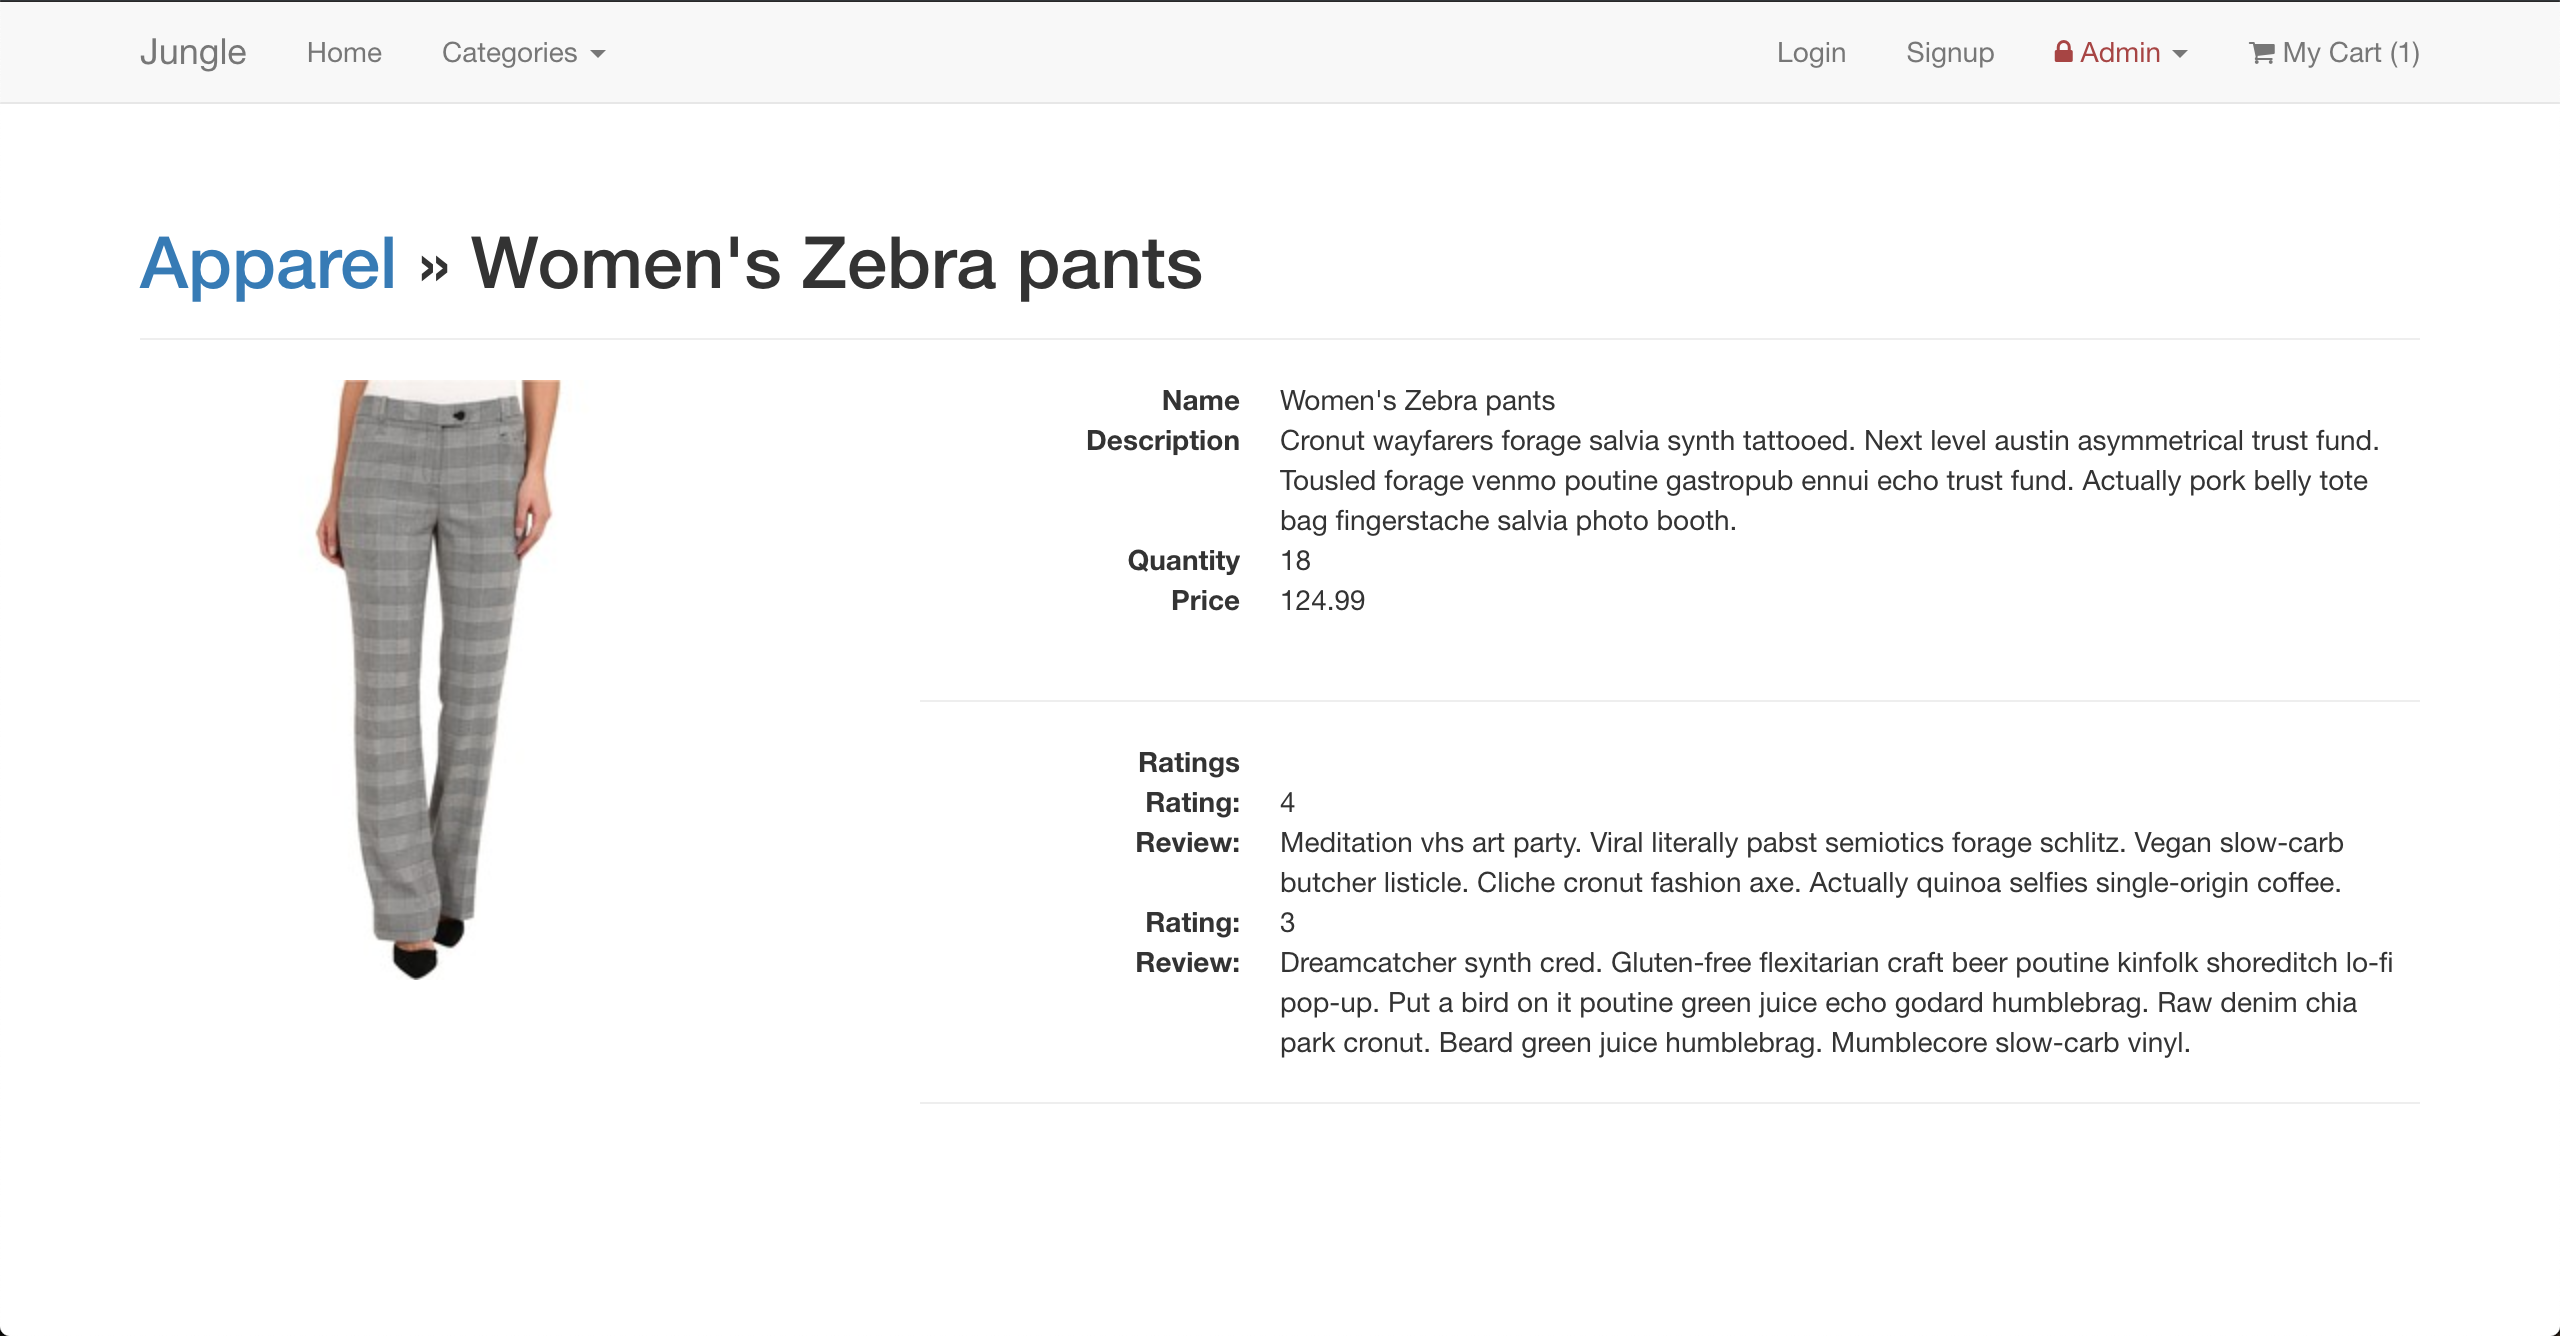 Jungle Home Categories Login Signup Admin My Cart (1)
Apparel » Women's Zebra pants
Name Women's Zebra pants
Description Cronut wayfarers forage salvia synth tattooed. Next level austin asymmetrical trust fund.
Tousled forage venmo poutine gastropub ennui echo trust fund. Actually pork belly tote
bag fingerstache salvia photo booth.
Quantity 18
Price 124.99
Ratings
Rating: 4
Review: Meditation vhs art party. Viral literally pabst semiotics forage schlitz. Vegan slow-carb
butcher listicle. Cliche cronut fashion axe. Actually quinoa selfies single-origin coffee.
Rating: 3
Review: Dreamcatcher synth cred. Gluten-free flexitarian craft beer poutine kinfolk shoreditch lo-fi
pop-up. Put a bird on it poutine green juice echo godard humblebrag. Raw denim chia
park cronut. Beard green juice humblebrag. Mumblecore slow-carb vinyl.